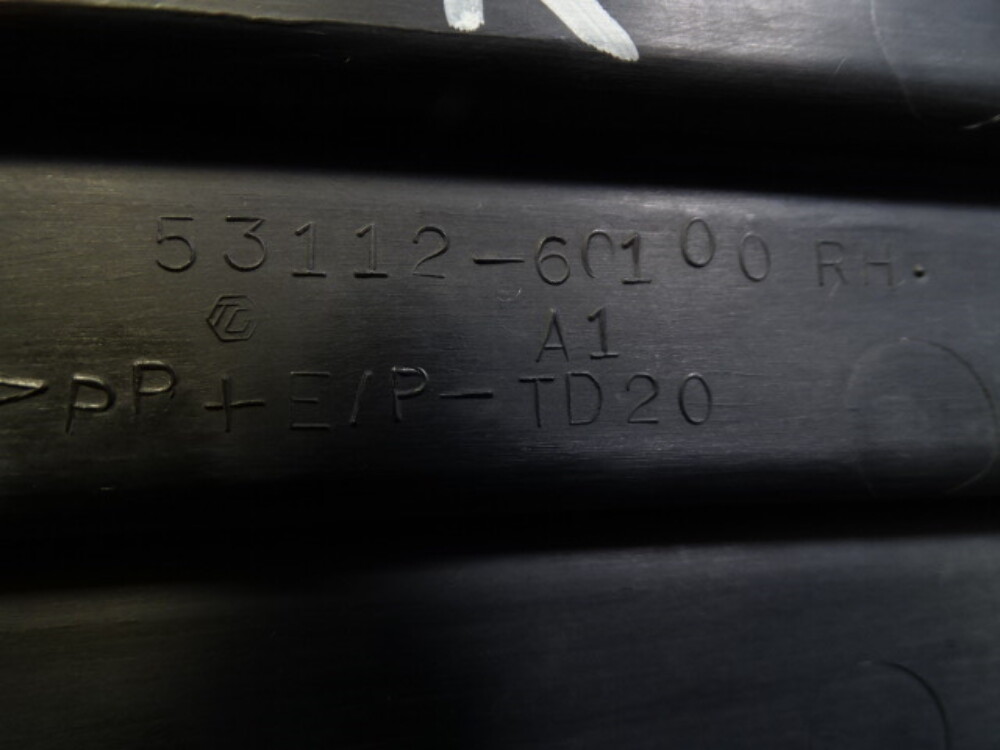 53112-60100 RH.
A1
>PP+E/P-TD20